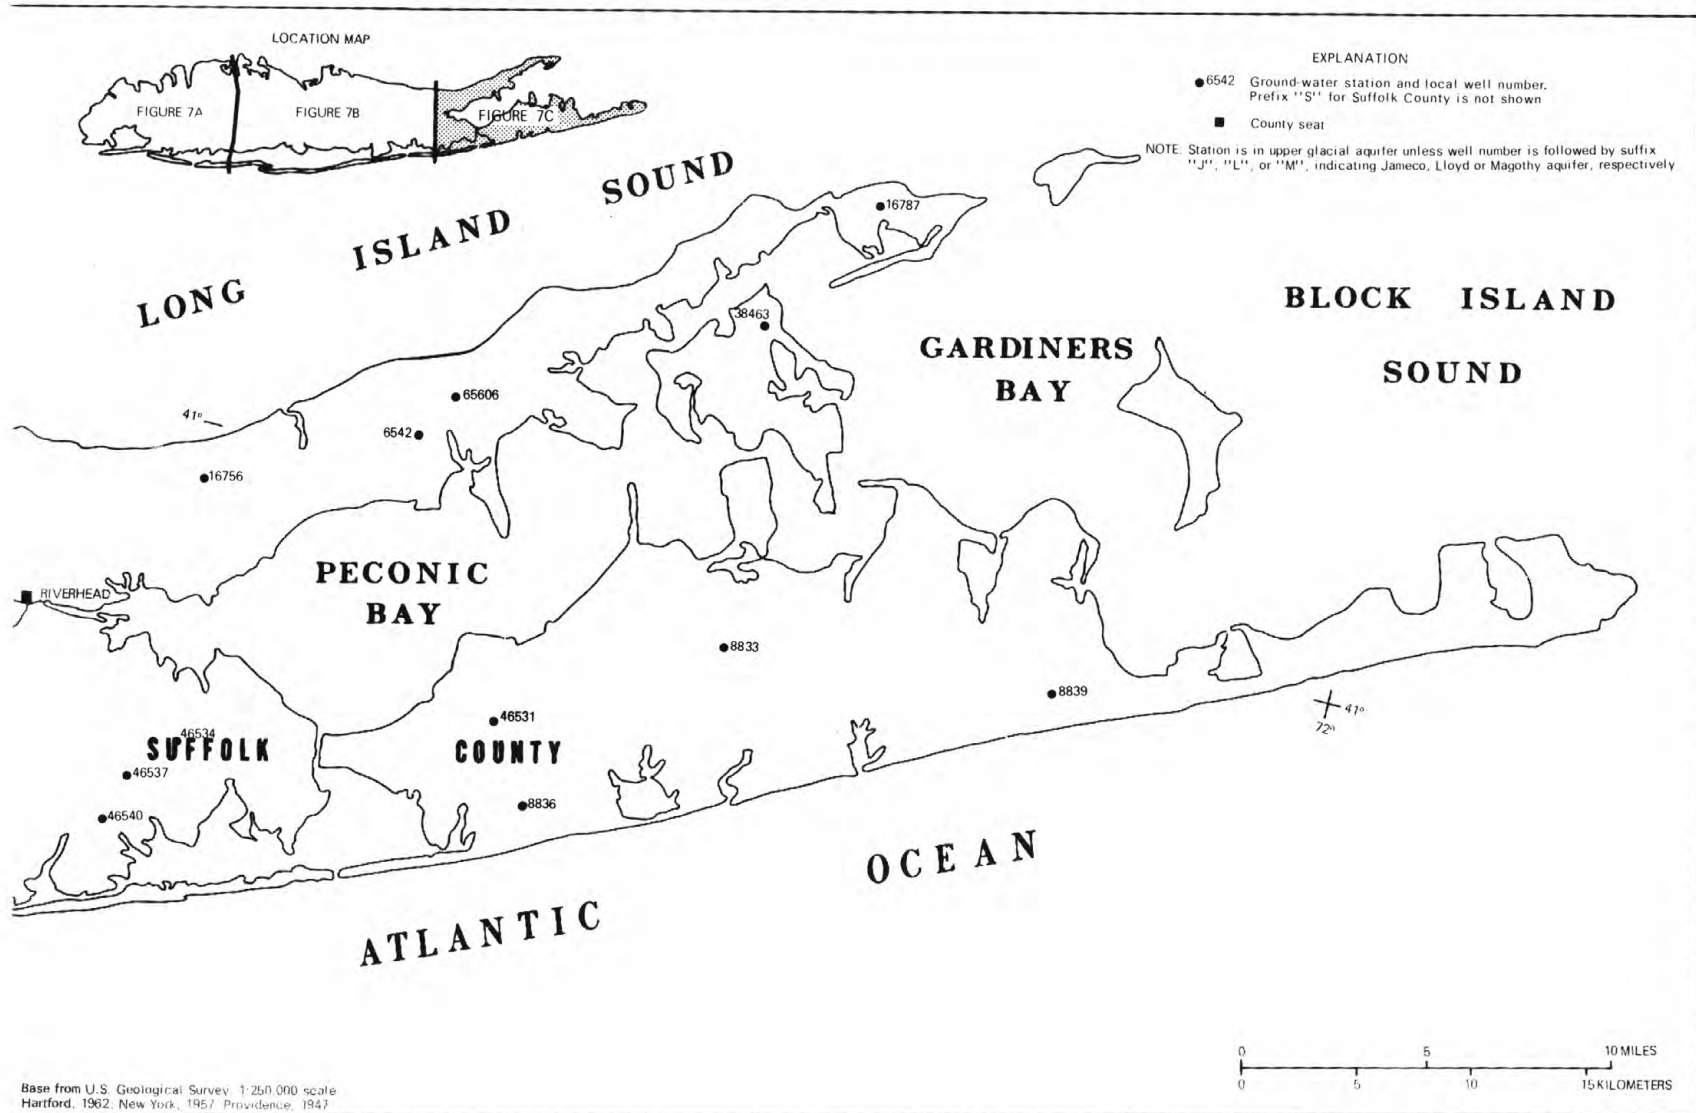 LOCATION MAP
FIGURE 7A
FIGURE 7B
FIGURE 7C
EXPLANATION
6542 Ground-water station and local well number.
Prefix "S" for Suffolk County is not shown
County seat
NOTE: Station is in upper glacial aquifer unless well number is followed by suffix
"J", "L", or "M", indicating Jameco, Lloyd or Magothy aquifer, respectively
LONG ISLAND SOUND
16787
BLOCK ISLAND
SOUND
38463
GARDINERS
BAY
65606
41°
6542
16756
PECONIC
BAY
RIVERHEAD
8833
8839
41°
72°
46531
46534
SUFFOLK COUNTY
46537
8836
46540
ATLANTIC OCEAN
0 5 10 MILES
0 5 10 15 KILOMETERS
Base from U.S. Geological Survey, 1:250,000 scale
Hartford, 1962; New York, 1957; Providence, 1947